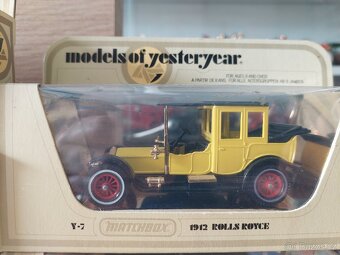 models of yesteryear
FOR AGES 8 AND OVER
Y-7 MATCHBOX 1912 ROLLS ROYCE